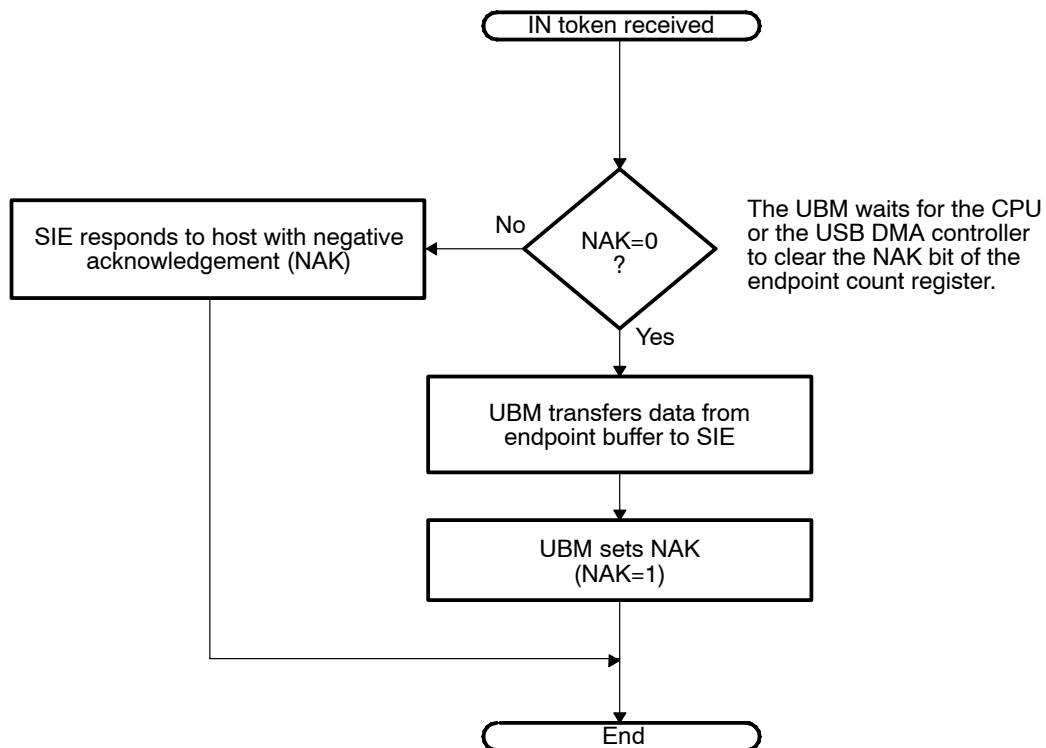 IN token received
The UBM waits for the CPU
or the USB DMA controller
to clear the NAK bit of the
endpoint count register.
No
SIE responds to host with negative
acknowledgement (NAK)
NAK=0
?
Yes
UBM transfers data from
endpoint buffer to SIE
UBM sets NAK
(NAK=1)
End